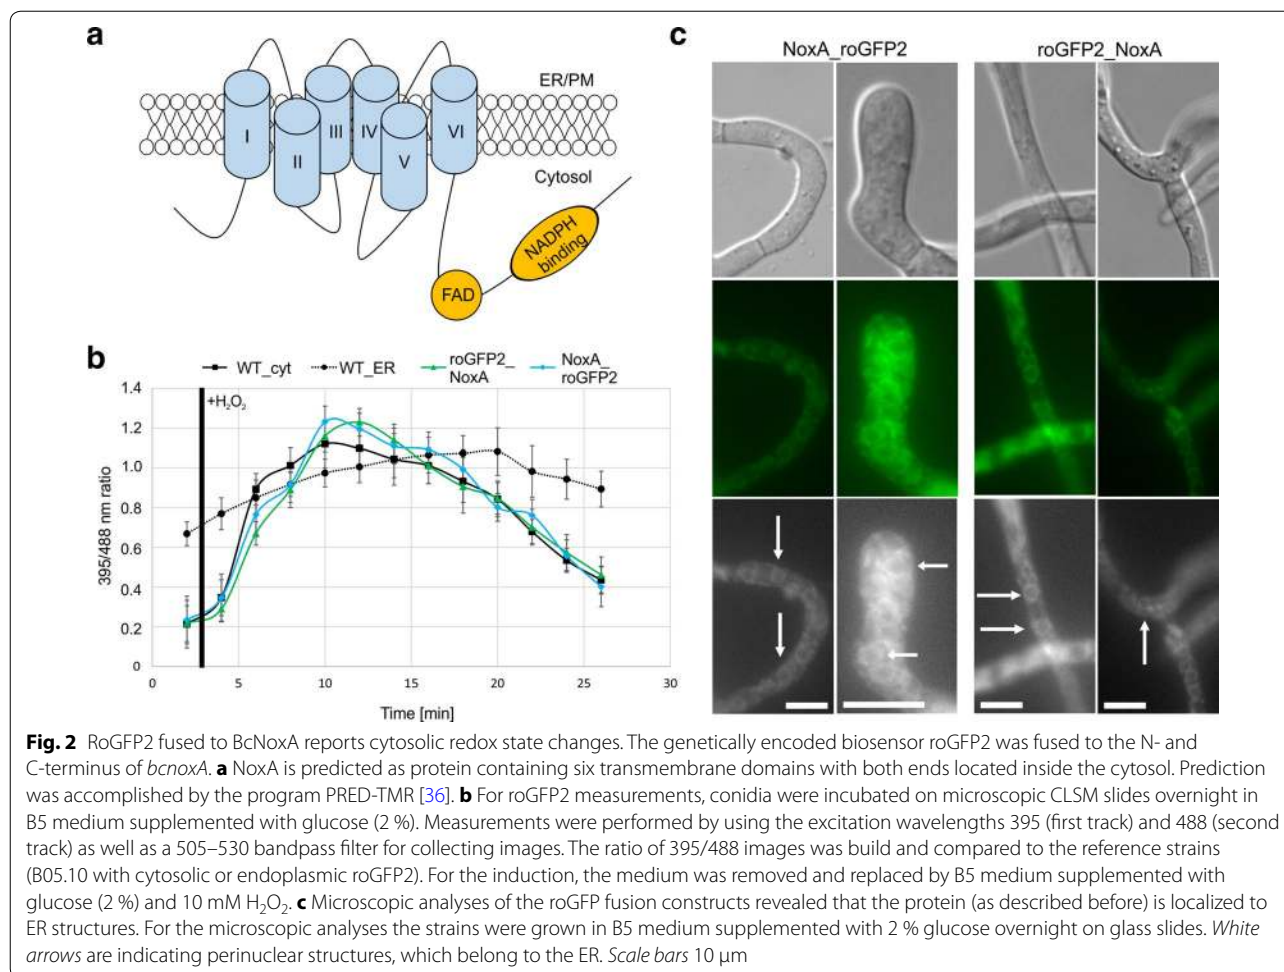 a
ER/PM
I
II
III
IV
V
VI
Cytosol
NADPH
binding
FAD
b
WT_cyt
WT_ER
roGFP2_
NoxA
NoxA_
roGFP2
+H₂O₂
1.4
1.2
1.0
0.8
0.6
0.4
0.2
0
395/488 nm ratio
0 5 10 15 20 25 30
Time [min]
c
NoxA_roGFP2
roGFP2_NoxA
Fig. 2 RoGFP2 fused to BcNoxA reports cytosolic redox state changes. The genetically encoded biosensor roGFP2 was fused to the N- and
C-terminus of bcnoxA. a NoxA is predicted as protein containing six transmembrane domains with both ends located inside the cytosol. Prediction
was accomplished by the program PRED-TMR [36]. b For roGFP2 measurements, conidia were incubated on microscopic CLSM slides overnight in
B5 medium supplemented with glucose (2 %). Measurements were performed by using the excitation wavelengths 395 (first track) and 488 (second
track) as well as a 505–530 bandpass filter for collecting images. The ratio of 395/488 images was build and compared to the reference strains
(B05.10 with cytosolic or endoplasmic roGFP2). For the induction, the medium was removed and replaced by B5 medium supplemented with
glucose (2 %) and 10 mM H₂O₂. c Microscopic analyses of the roGFP fusion constructs revealed that the protein (as described before) is localized to
ER structures. For the microscopic analyses the strains were grown in B5 medium supplemented with 2 % glucose overnight on glass slides. White
arrows are indicating perinuclear structures, which belong to the ER. Scale bars 10 µm